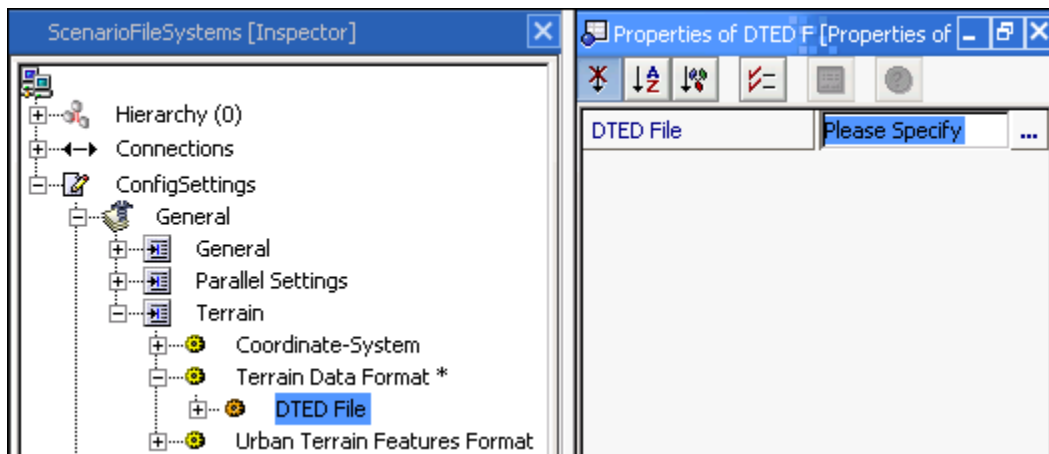 ScenarioFileSystems [Inspector]
Hierarchy (0)
Connections
ConfigSettings
General
General
Parallel Settings
Terrain
Coordinate-System
Terrain Data Format *
DTED File
Urban Terrain Features Format
Properties of DTED F [Properties of
DTED File Please Specify ...